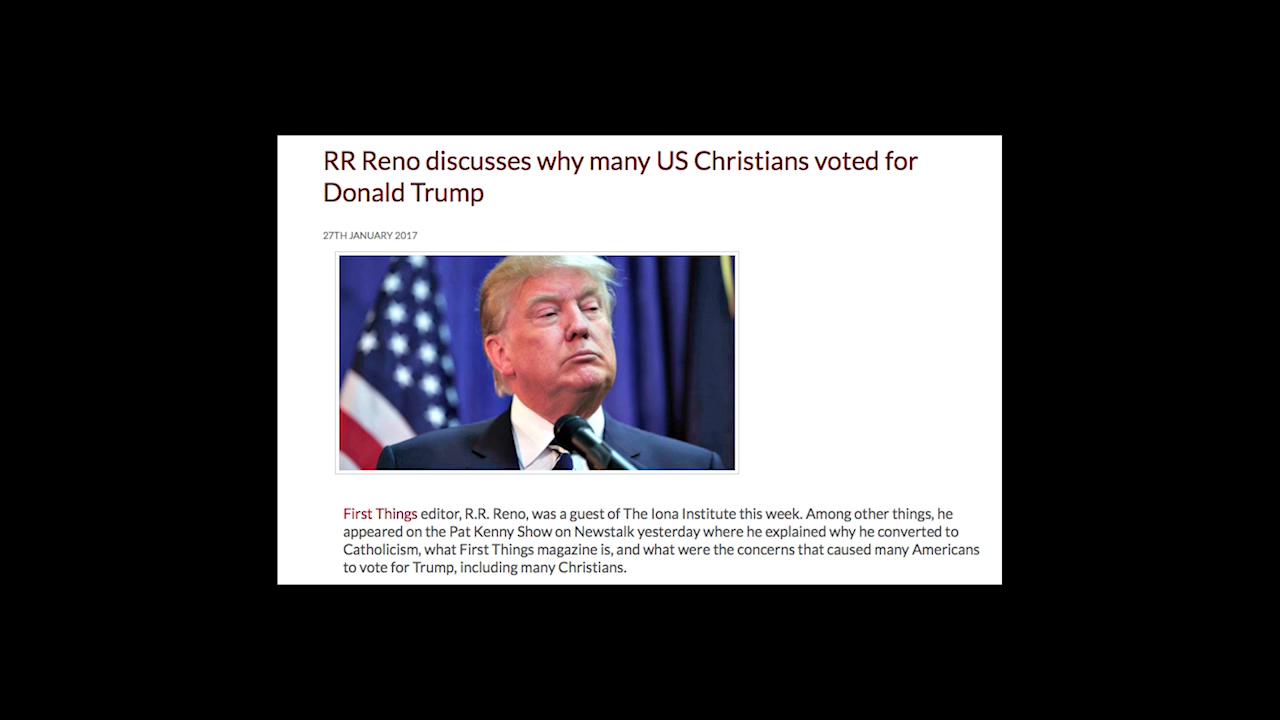 RR Reno discusses why many US Christians voted for
Donald Trump
27TH JANUARY 2017
First Things editor, R.R. Reno, was a guest of The Iona Institute this week. Among other things, he
appeared on the Pat Kenny Show on Newstalk yesterday where he explained why he converted to
Catholicism, what First Things magazine is, and what were the concerns that caused many Americans
to vote for Trump, including many Christians.